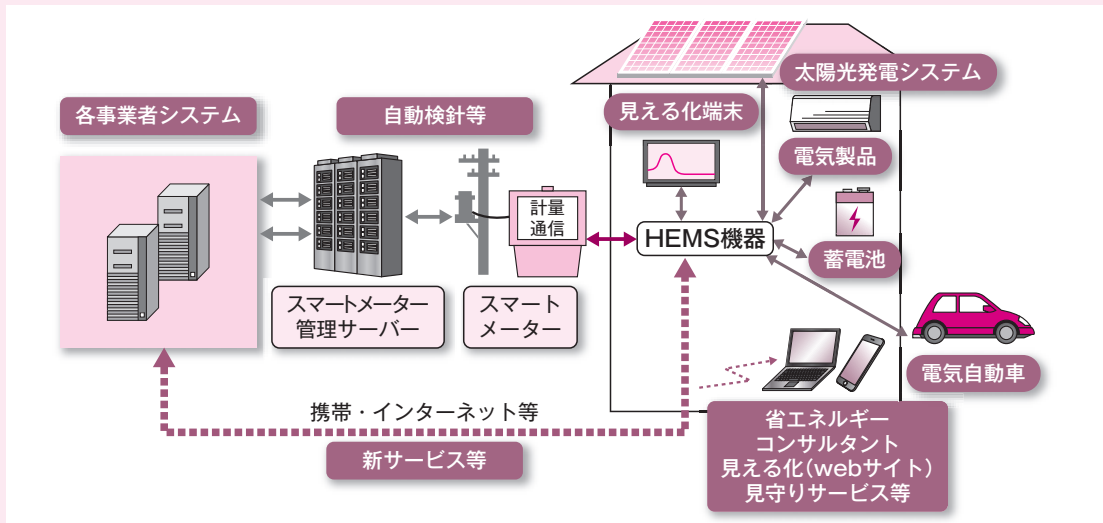 太陽光発電システム
各事業者システム
自動検針等
見える化端末
電気製品
計量
通信
HEMS機器
蓄電池
スマートメーター
管理サーバー
スマート
メーター
電気自動車
携帯・インターネット等
新サービス等
省エネルギー
コンサルタント
見える化(webサイト)
見守りサービス等